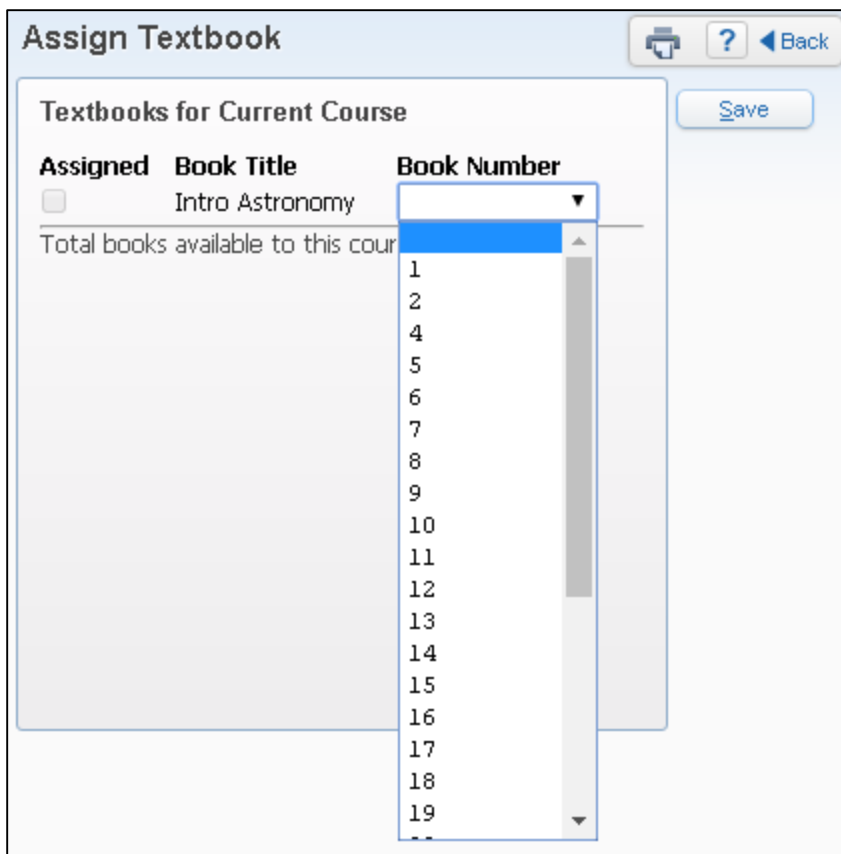 Assign Textbook
? Back
Textbooks for Current Course
Save
Assigned Book Title Book Number
Intro Astronomy
Total books available to this cour
1
2
4
5
6
7
8
9
10
11
12
13
14
15
16
17
18
19